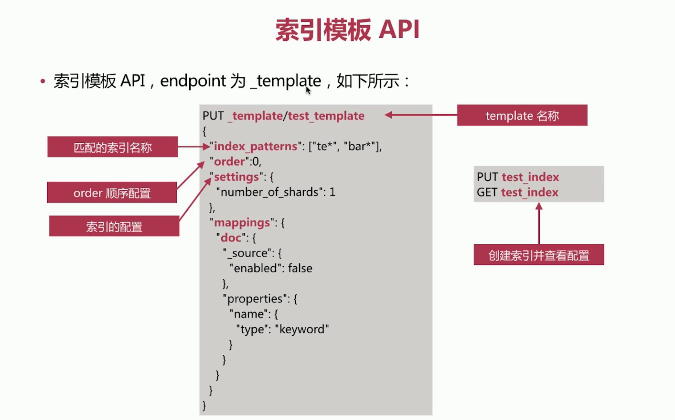 索引模板 API
• 索引模板 API，endpoint 为 _template，如下所示：
PUT _template/test_template
{
"index_patterns": ["te*", "bar*"],
"order":0,
"settings": {
"number_of_shards": 1
},
"mappings": {
"doc": {
"_source": {
"enabled": false
},
"properties": {
"name": {
"type": "keyword"
}
}
}
}
}
template 名称
匹配的索引名称
order 顺序配置
索引的配置
PUT test_index
GET test_index
创建索引并查看配置